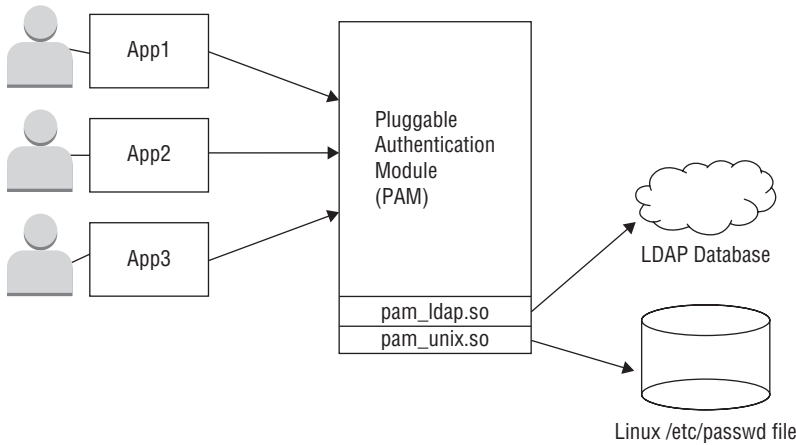 App1
App2
App3
Pluggable
Authentication
Module
(PAM)
pam_ldap.so
pam_unix.so
LDAP Database
Linux /etc/passwd file